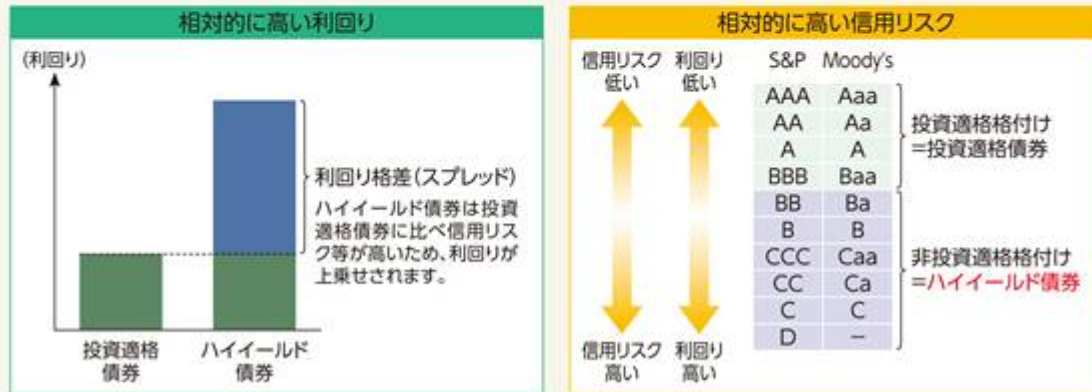 相対的に高い利回り
(利回り)
利回り格差(スプレッド)
ハイイールド債券は投資
適格債券に比べ信用リス
ク等が高いため、利回りが
上乗せされます。
投資適格
債券
ハイイールド
債券
相対的に高い信用リスク
信用リスク 利回り S&P Moody's
低い 低い
AAA Aaa
AA Aa
A A
BBB Baa
投資適格格付け
=投資適格債券
BB Ba
B B
CCC Caa
CC Ca
C C
D −
非投資適格格付け
=ハイイールド債券
信用リスク 利回り
高い 高い